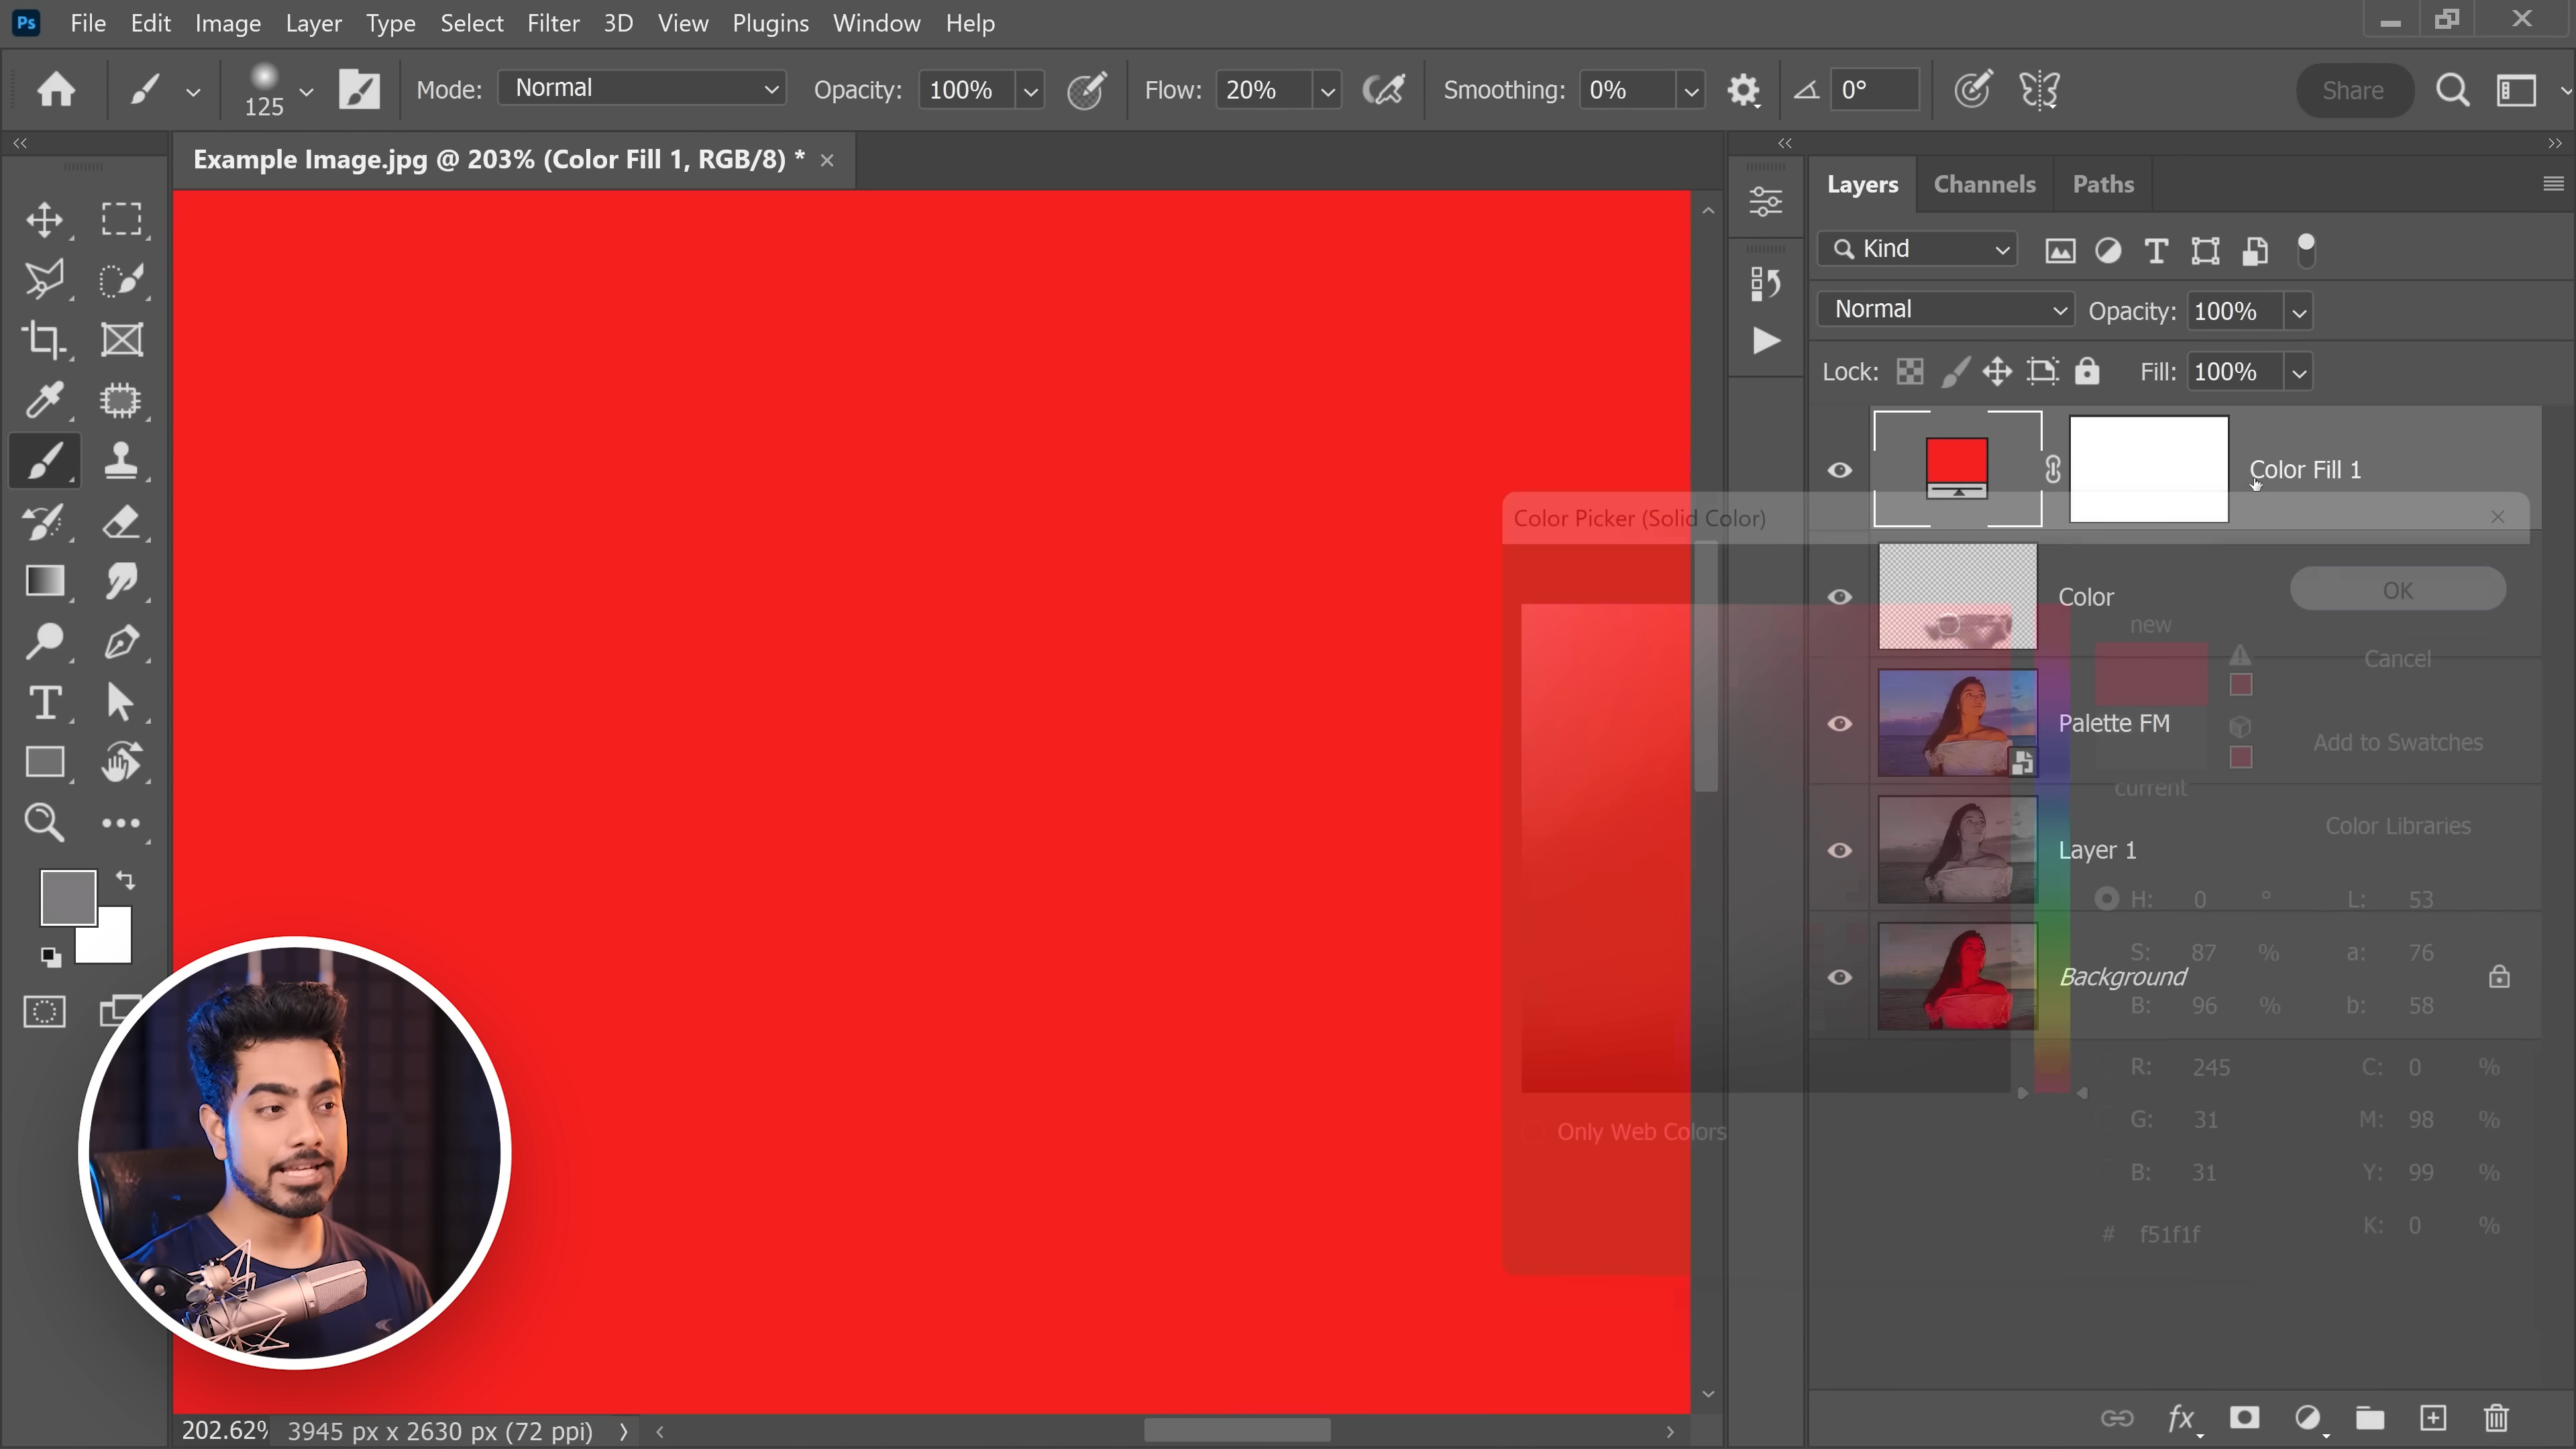 Ps File Edit Image Layer Type Select Filter 3D View Plugins Window Help
125 Mode: Normal Opacity: 100% Flow: 20% Smoothing: 0% 0° Share
Example Image.jpg @ 203% (Color Fill 1, RGB/8) *
Layers Channels Paths
Kind
Normal Opacity: 100%
Lock: Fill: 100%
Color Fill 1
Color Picker (Solid Color)
Color
OK
new
Cancel
Palette FM
Add to Swatches
current
Color Libraries
Layer 1
H: 0 ° L: 53
S: 87 % a: 76
Background
B: 96 % b: 58
R: 245 C: 0 %
G: 31 M: 98 %
Only Web Colors
B: 31 Y: 99 %
# f51f1f K: 0 %
202.62% 3945 px x 2630 px (72 ppi)
fx